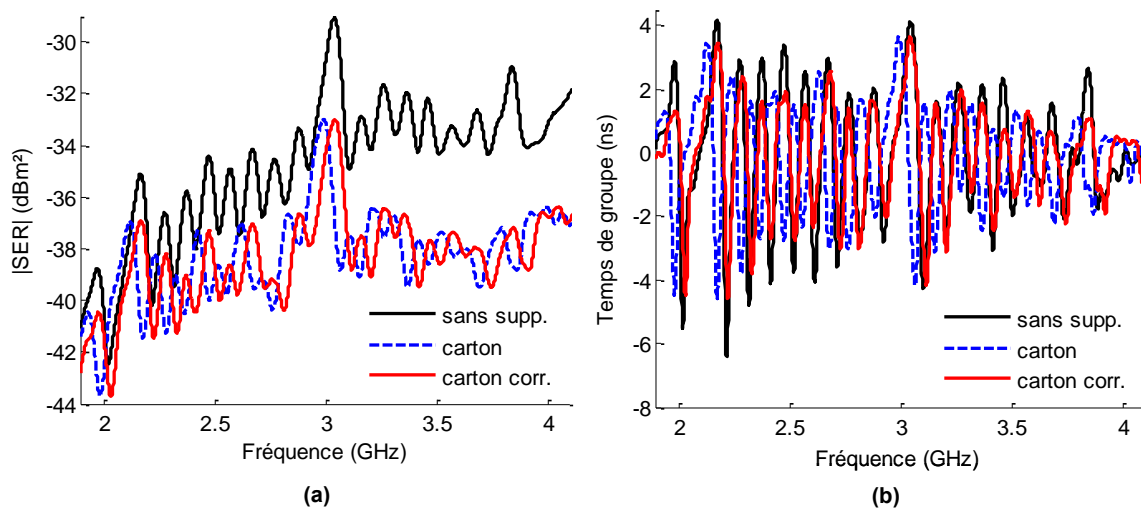 -30
-32
-34
-36
-38
-40
-42
-44
|SERI| (dBm²)
sans supp.
carton
carton corr.
2
2.5
3
3.5
4
Fréquence (GHz)
(a)
4
2
0
-2
-4
-6
-8
Temps de groupe (ns)
sans supp.
carton
carton corr.
2
2.5
3
3.5
4
Fréquence (GHz)
(b)